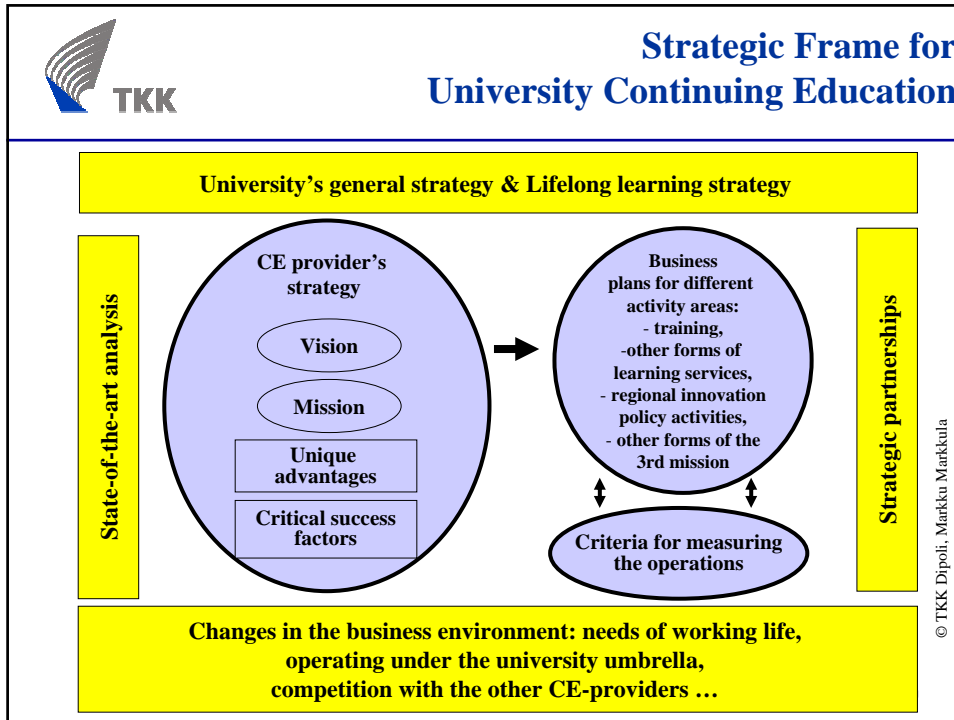 TKK
Strategic Frame for
University Continuing Education
University's general strategy & Lifelong learning strategy
State-of-the-art analysis
CE provider's
strategy
Vision
Mission
Unique
advantages
Critical success
factors
Business
plans for different
activity areas:
- training,
-other forms of
learning services,
- regional innovation
policy activities,
- other forms of the
3rd mission
Criteria for measuring
the operations
Strategic partnerships
© TKK Dipoli, Markku Markkula
Changes in the business environment: needs of working life,
operating under the university umbrella,
competition with the other CE-providers …